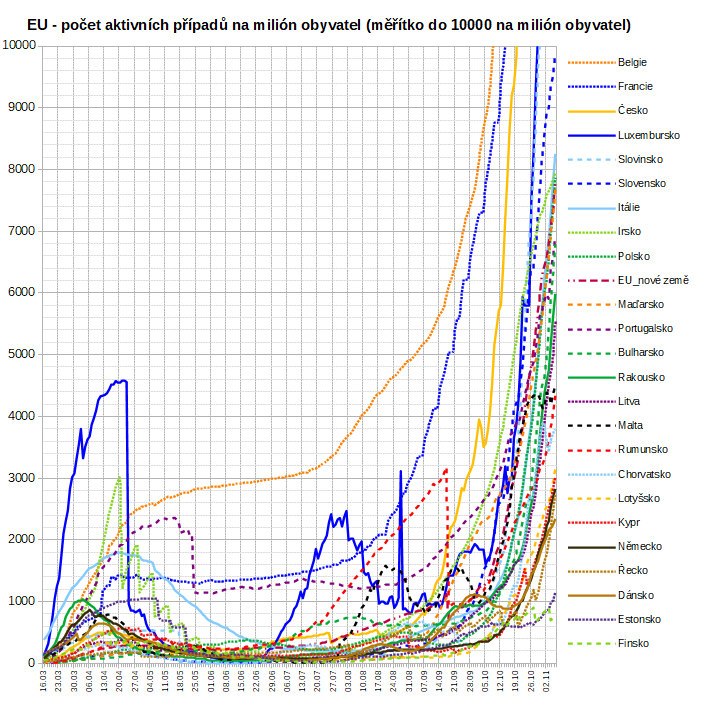 EU - počet aktivních případů na milión obyvatel (měřítko do 10000 na milión obyvatel)
10000
9000
8000
7000
6000
5000
4000
3000
2000
1000
0
16.03
23.03
30.03
06.04
13.04
20.04
27.04
04.05
11.05
18.05
25.05
01.06
08.06
15.06
22.06
29.06
06.07
13.07
20.07
27.07
03.08
10.08
17.08
24.08
31.08
07.09
14.09
21.09
28.09
05.10
12.10
19.10
26.10
02.11
Belgie
Francie
Česko
Luxembursko
Slovinsko
Slovensko
Itálie
Irsko
Polsko
EU_nové země
Maďarsko
Portugalsko
Bulharsko
Rakousko
Litva
Malta
Rumunsko
Chorvatsko
Lotyšsko
Kypr
Německo
Řecko
Dánsko
Estonsko
Finsko